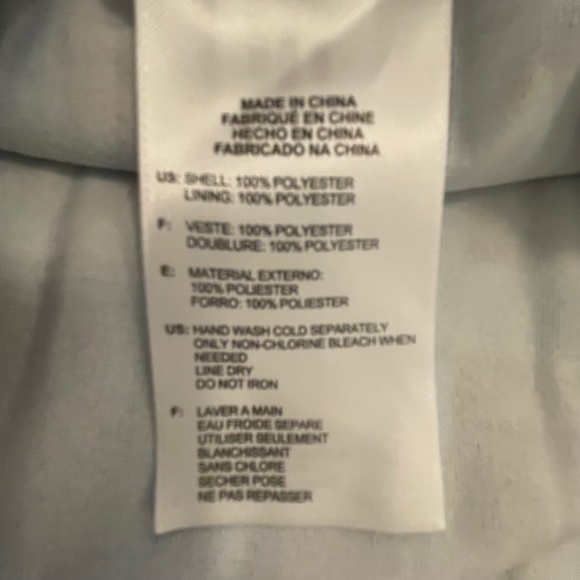 MADE IN CHINA
FABRIQUÉ EN CHINE
HECHO EN CHINA
FABRICADO NA CHINA
US: SHELL: 100% POLYESTER
LINING: 100% POLYESTER
F: VESTE: 100% POLYESTER
DOUBLURE: 100% POLYESTER
E: MATERIAL EXTERNO:
100% POLIESTER
FORRO: 100% POLIESTER
US: HAND WASH COLD SEPARATELY
ONLY NON-CHLORINE BLEACH WHEN
NEEDED
LINE DRY
DO NOT IRON
F: LAVER A MAIN
EAU FROIDE SEPARE
UTILISER SEULEMENT
BLANCHISSANT
SANS CHLORE
SECHER POSE
NE PAS REPASSER